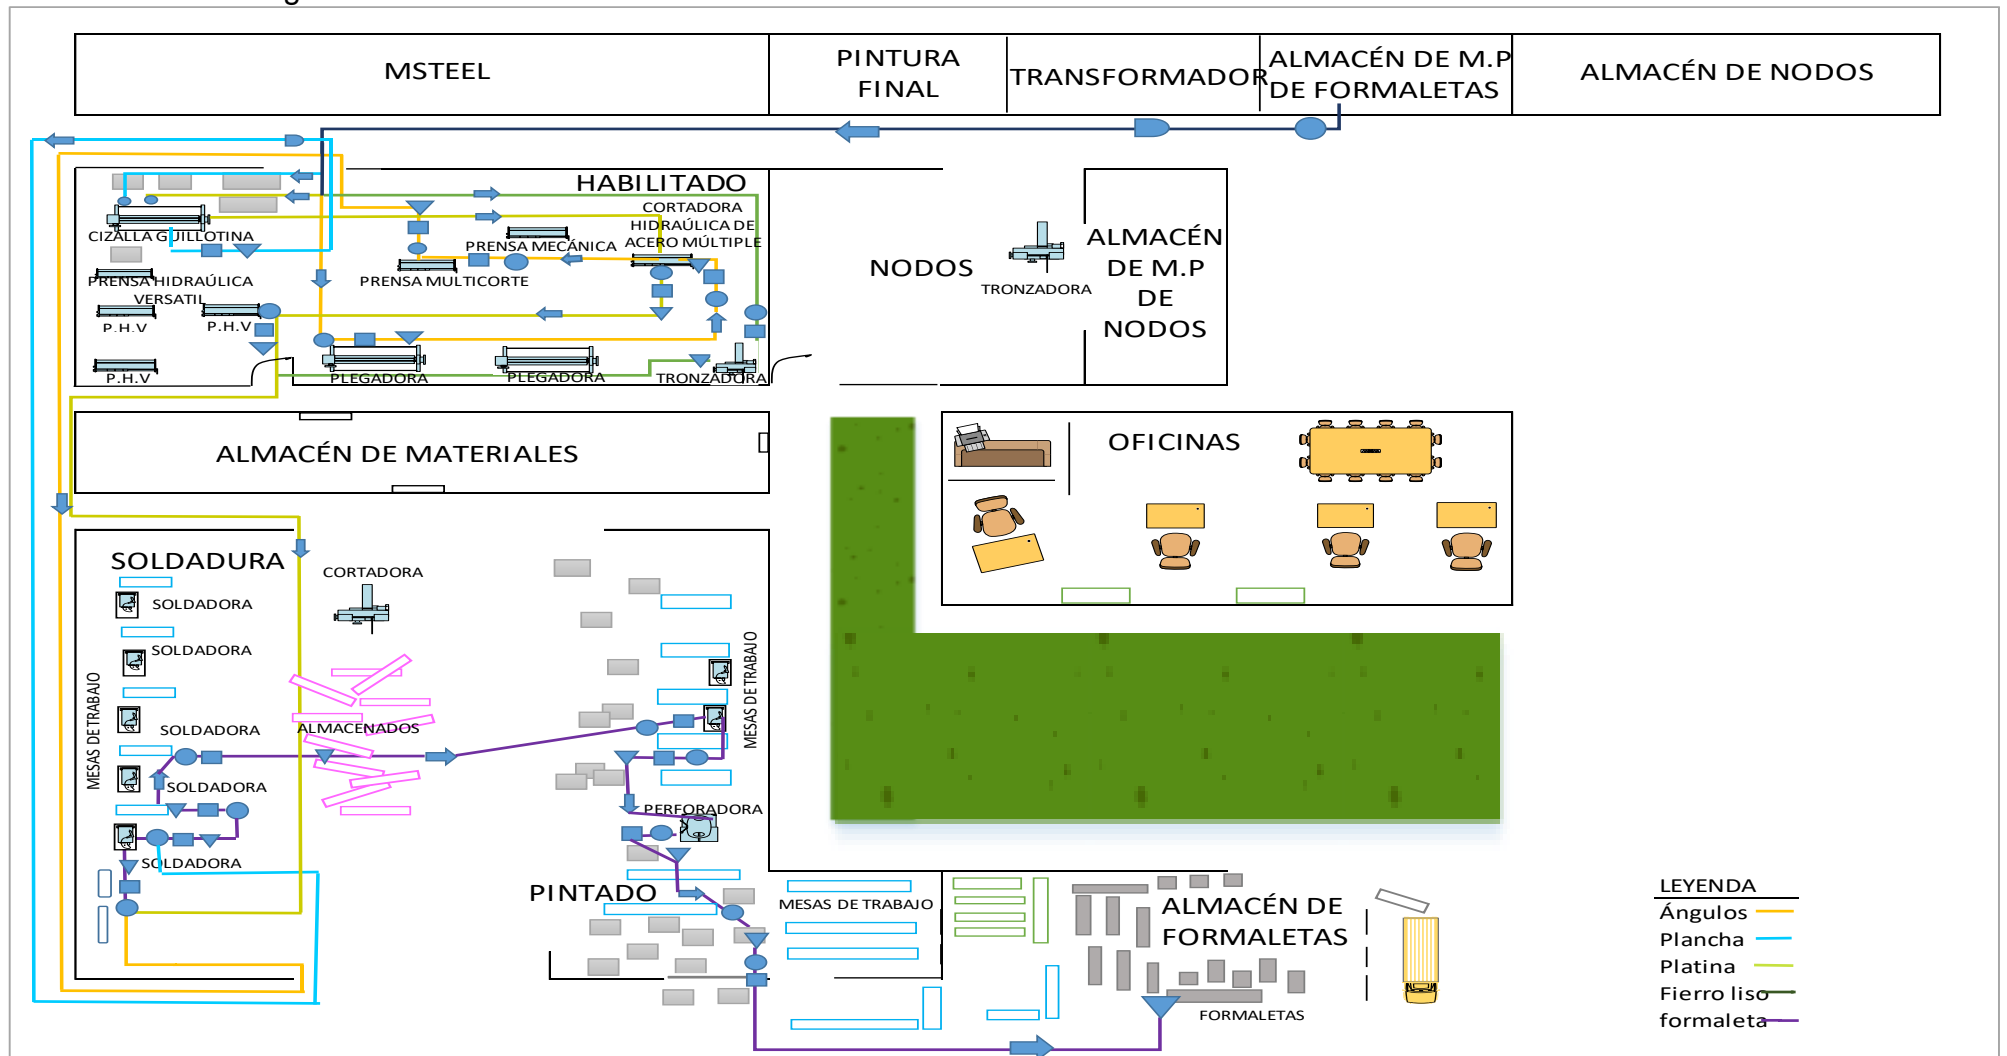 MSTEEL
PINTURA
FINAL
TRANSFORMADOR
ALMACÉN DE M.P
DE FORMALETAS
ALMACÉN DE NODOS
HABILITADO
CORTADORA
HIDRAÚLICA DE
ACERO MÚLTIPLE
CIZALLA GUILLOTINA
PRENSA MECÁNICA
PRENSA HIDRAÚLICA
VERSATIL
PRENSA MULTICORTE
P.H.V
P.H.V
P.H.V
PLEGADORA
PLEGADORA
TRONZADORA
NODOS
TRONZADORA
ALMACÉN
DE M.P
DE
NODOS
ALMACÉN DE MATERIALES
OFICINAS
SOLDADURA
CORTADORA
SOLDADORA
SOLDADORA
SOLDADORA
SOLDADORA
SOLDADORA
MESAS DE TRABAJO
ALMACENADOS
MESAS DE TRABAJO
PERFORADORA
PINTADO
MESAS DE TRABAJO
ALMACÉN DE
FORMALETAS
FORMALETAS
LEYENDA
Ángulos
Plancha
Platina
Fierro liso
formaleta